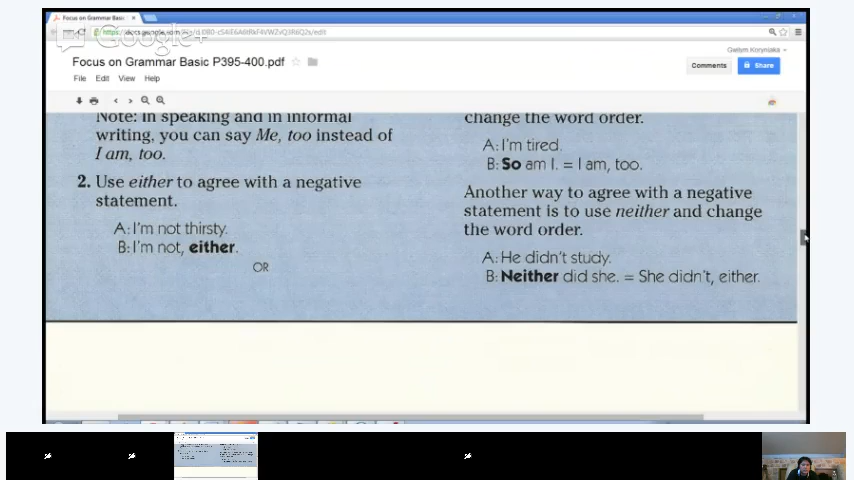 Focus on Grammar Basic
Google+
Gwilym Koryniaka
Focus on Grammar Basic P395-400.pdf
Comments
Share
File Edit View Help
Note: In speaking and in informal
writing, you can say Me, too instead of
I am, too.
2. Use either to agree with a negative
statement.
A: I'm not thirsty.
B: I'm not, either.
OR
change the word order.
A: I'm tired.
B: So am I. = I am, too.
Another way to agree with a negative
statement is to use neither and change
the word order.
A: He didn't study.
B: Neither did she. = She didn't, either.